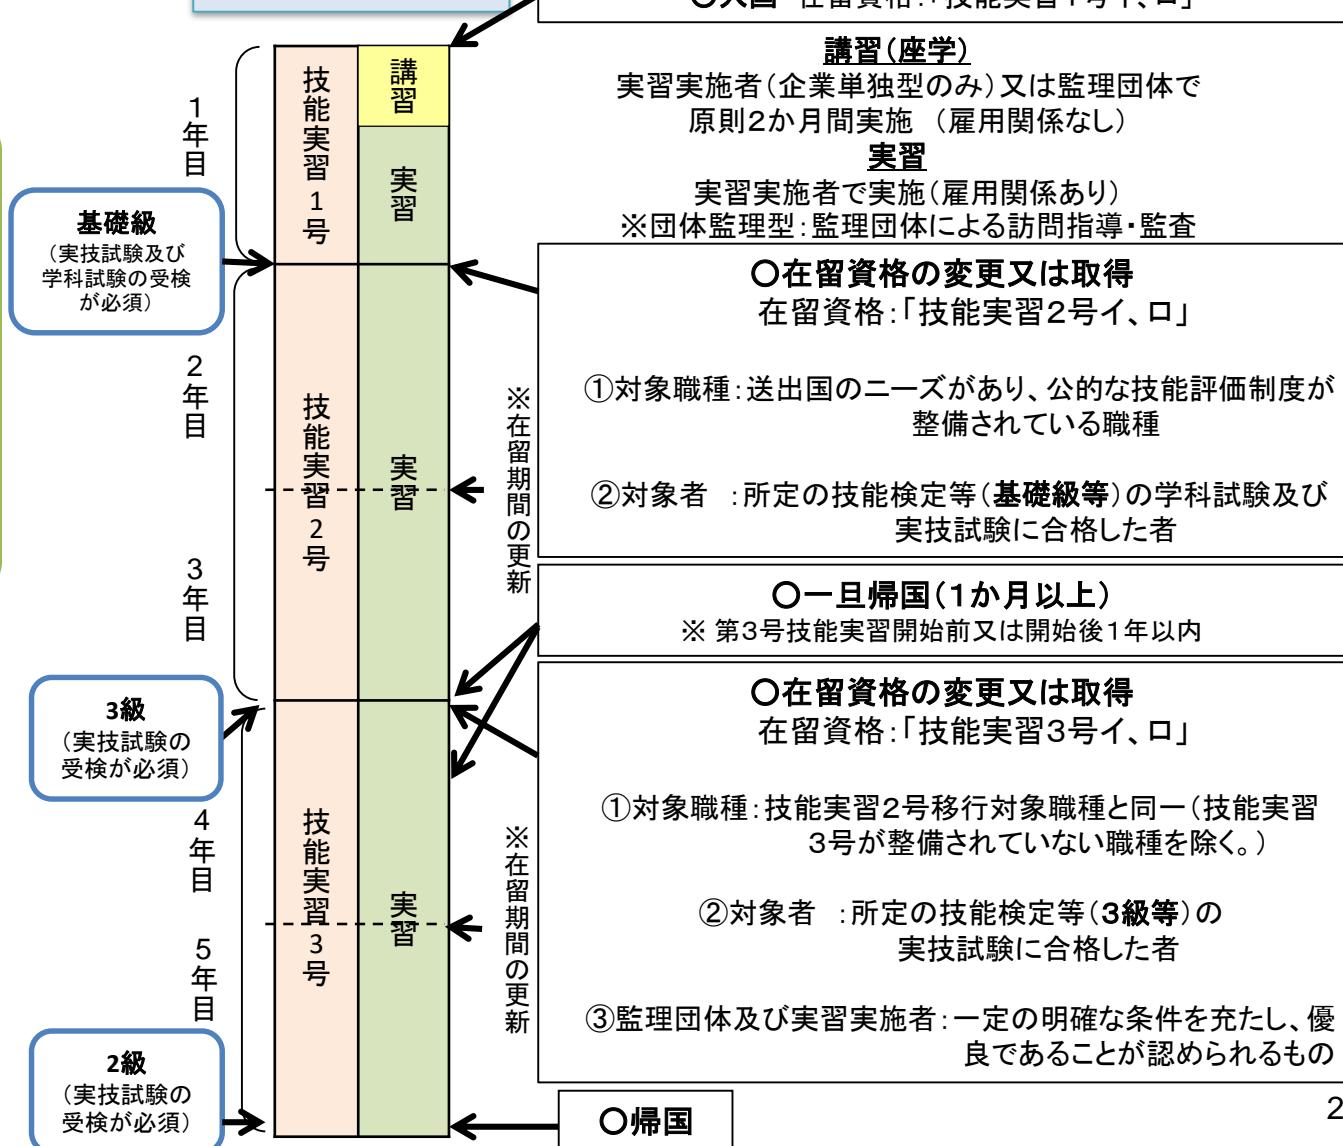 講習(座学)
実習実施者(企業単独型のみ)又は監理団体で
原則2か月間実施 (雇用関係なし)
実習
実習実施者で実施(雇用関係あり)
※団体監理型:監理団体による訪問指導・監査
1年目
技能実習1号
講習
実習
基礎級
(実技試験及び
学科試験の受検
が必須)
○在留資格の変更又は取得
在留資格:「技能実習2号イ、ロ」
①対象職種:送出国のニーズがあり、公的な技能評価制度が
整備されている職種
②対象者 :所定の技能検定等(基礎級等)の学科試験及び
実技試験に合格した者
2年目
技能実習2号
実習
※在留期間の更新
3年目
○一旦帰国(1か月以上)
※ 第3号技能実習開始前又は開始後1年以内
3級
(実技試験の
受検が必須)
○在留資格の変更又は取得
在留資格:「技能実習3号イ、ロ」
①対象職種:技能実習2号移行対象職種と同一(技能実習
3号が整備されていない職種を除く。)
②対象者 :所定の技能検定等(3級等)の
実技試験に合格した者
③監理団体及び実習実施者:一定の明確な条件を充たし、優
良であることが認められるもの
4年目
技能実習3号
実習
※在留期間の更新
5年目
2級
(実技試験の
受検が必須)
○帰国
2